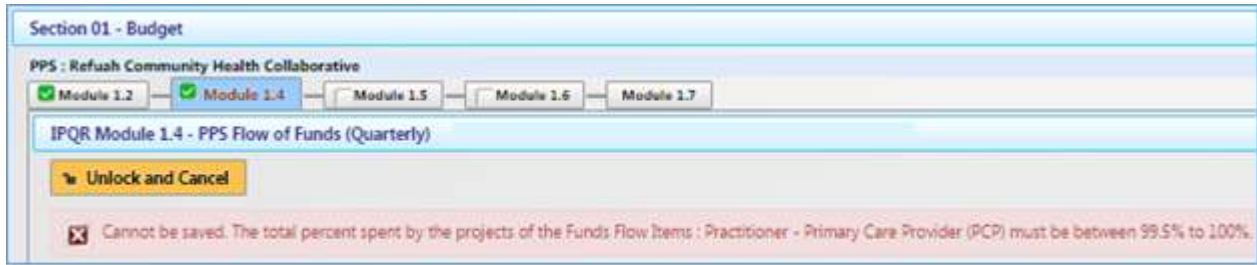 Section 01 - Budget
PPS : Refuah Community Health Collaborative
Module 1.2 Module 1.4 Module 1.5 Module 1.6 Module 1.7
IPQR Module 1.4 - PPS Flow of Funds (Quarterly)
Unlock and Cancel
Cannot be saved. The total percent spent by the projects of the Funds Flow Items : Practitioner - Primary Care Provider (PCP) must be between 99.5% to 100%.